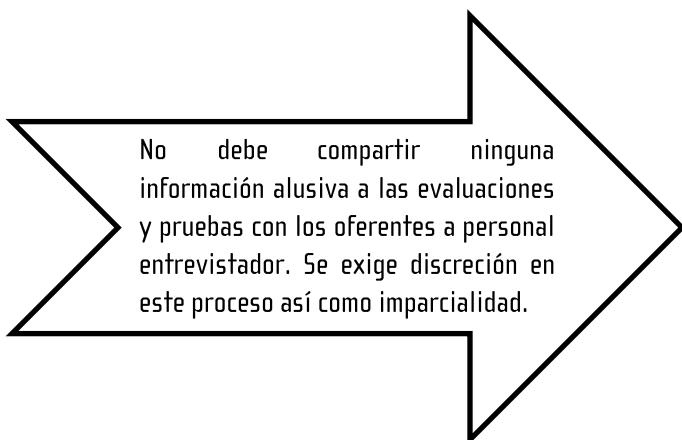 No debe compartir ninguna
información alusiva a las evaluaciones
y pruebas con los oferentes a personal
entrevistador. Se exige discreción en
este proceso así como imparcialidad.